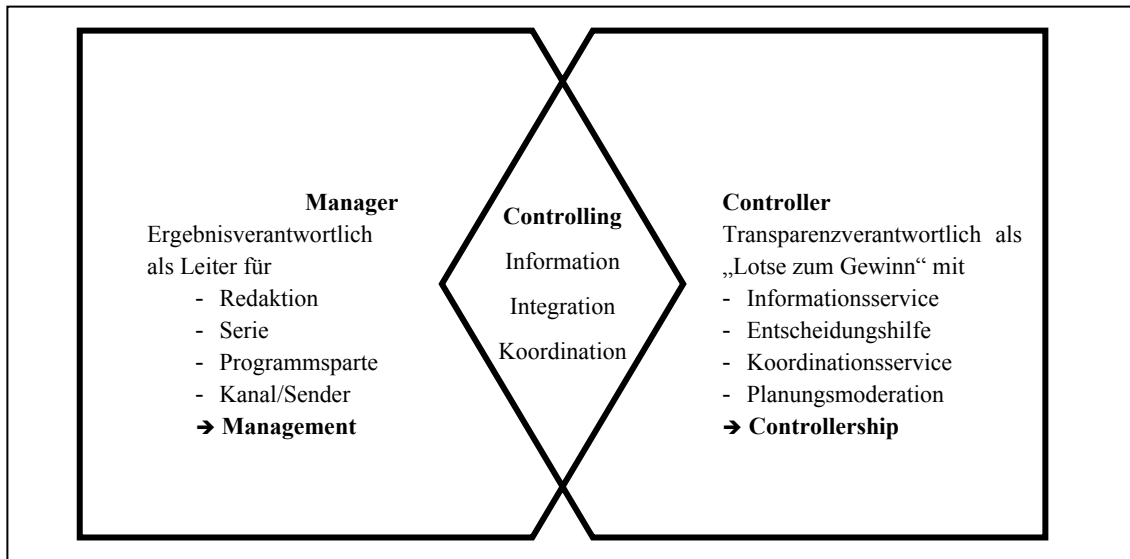 Manager
Ergebnisverantwortlich
als Leiter für
- Redaktion
- Serie
- Programmsparte
- Kanal/Sender
➔ Management
Controlling
Information
Integration
Koordination
Controller
Transparenzverantwortlich als
„Lotse zum Gewinn“ mit
- Informationsservice
- Entscheidungshilfe
- Koordinationsservice
- Planungsmoderation
➔ Controllership